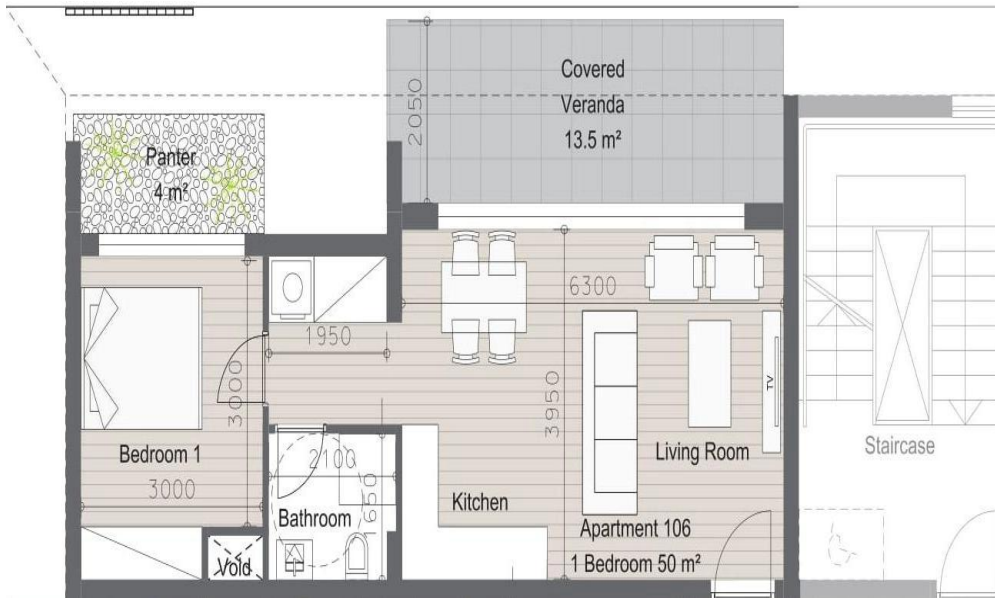 Covered
Veranda
13.5 m²
2050
Panter
4 m²
6300
1950
3000
3950
TV
Bedroom 1
Living Room
Staircase
2100
3000
1650
Kitchen
Bathroom
Apartment 106
1 Bedroom 50 m²
Void